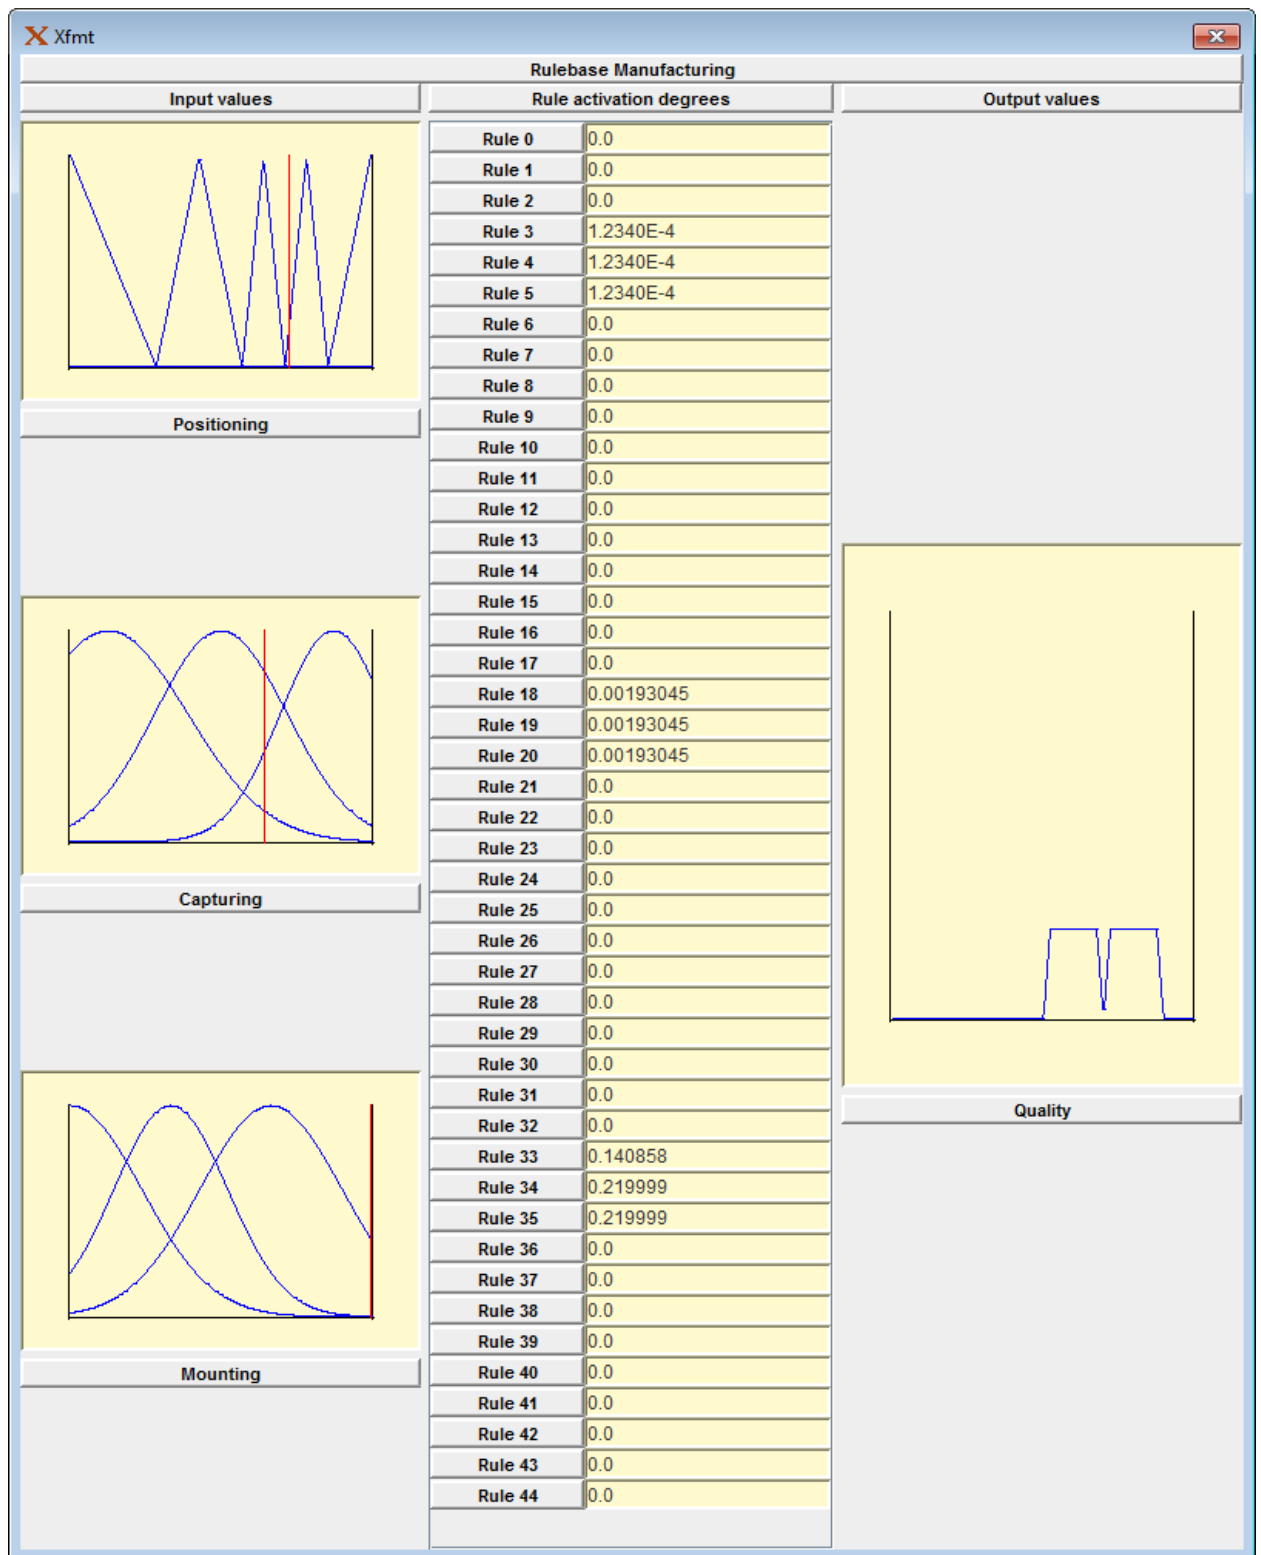 Xfmt
Rulebase Manufacturing
Input values
Rule activation degrees
Output values
Positioning
Capturing
Mounting
Rule 0 0.0
Rule 1 0.0
Rule 2 0.0
Rule 3 1.2340E-4
Rule 4 1.2340E-4
Rule 5 1.2340E-4
Rule 6 0.0
Rule 7 0.0
Rule 8 0.0
Rule 9 0.0
Rule 10 0.0
Rule 11 0.0
Rule 12 0.0
Rule 13 0.0
Rule 14 0.0
Rule 15 0.0
Rule 16 0.0
Rule 17 0.0
Rule 18 0.00193045
Rule 19 0.00193045
Rule 20 0.00193045
Rule 21 0.0
Rule 22 0.0
Rule 23 0.0
Rule 24 0.0
Rule 25 0.0
Rule 26 0.0
Rule 27 0.0
Rule 28 0.0
Rule 29 0.0
Rule 30 0.0
Rule 31 0.0
Rule 32 0.0
Rule 33 0.140858
Rule 34 0.219999
Rule 35 0.219999
Rule 36 0.0
Rule 37 0.0
Rule 38 0.0
Rule 39 0.0
Rule 40 0.0
Rule 41 0.0
Rule 42 0.0
Rule 43 0.0
Rule 44 0.0
Quality